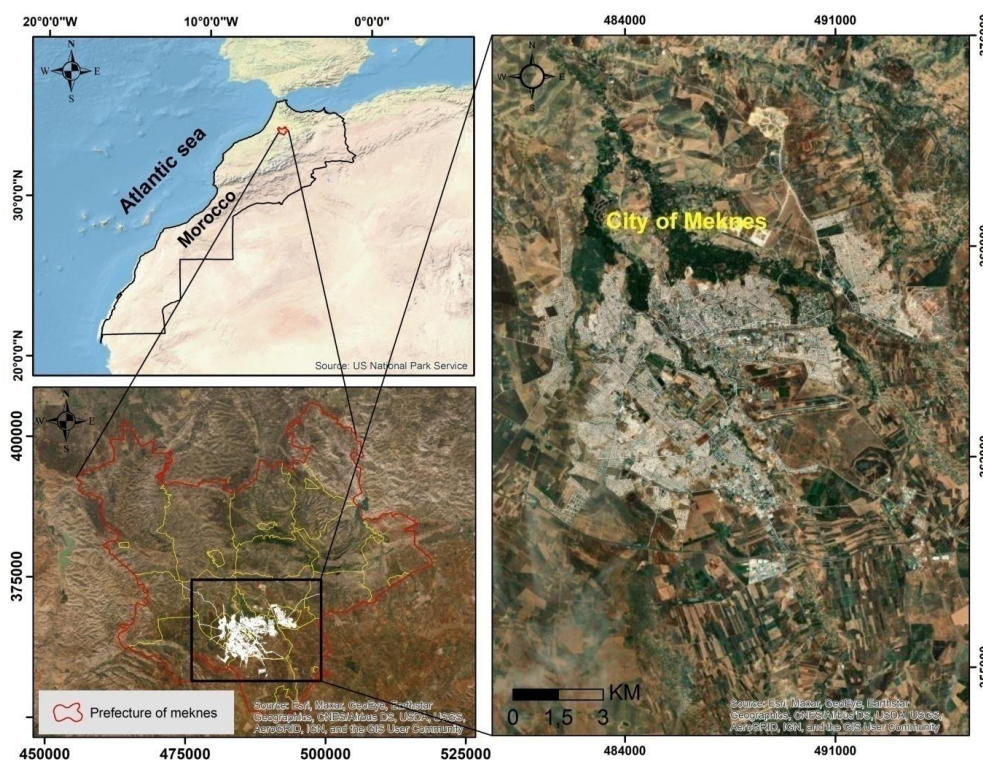 20°0'0"W 10°0'0"W 0°0'0"
30°0'0"N
20°0'0"N
N
W E
S
Atlantic sea
Morocco
Source: US National Park Service
400000
375000
N
W E
S
Prefecture of meknes
Source: Esri, Maxar, GeoEye, Earthstar
Geographics, CNES/Airbus DS, USDA, USGS,
AeroGRID, IGN, and the GIS User Community
450000 475000 500000 525000
484000 491000
N
W E
S
City of Meknes
276000
269000
262000
255000
KM
0 1,5 3
Source: Esri, Maxar, GeoEye, Earthstar
Geographics, CNES/Airbus DS, USDA, USGS,
AeroGRID, IGN, and the GIS User Community
484000 491000